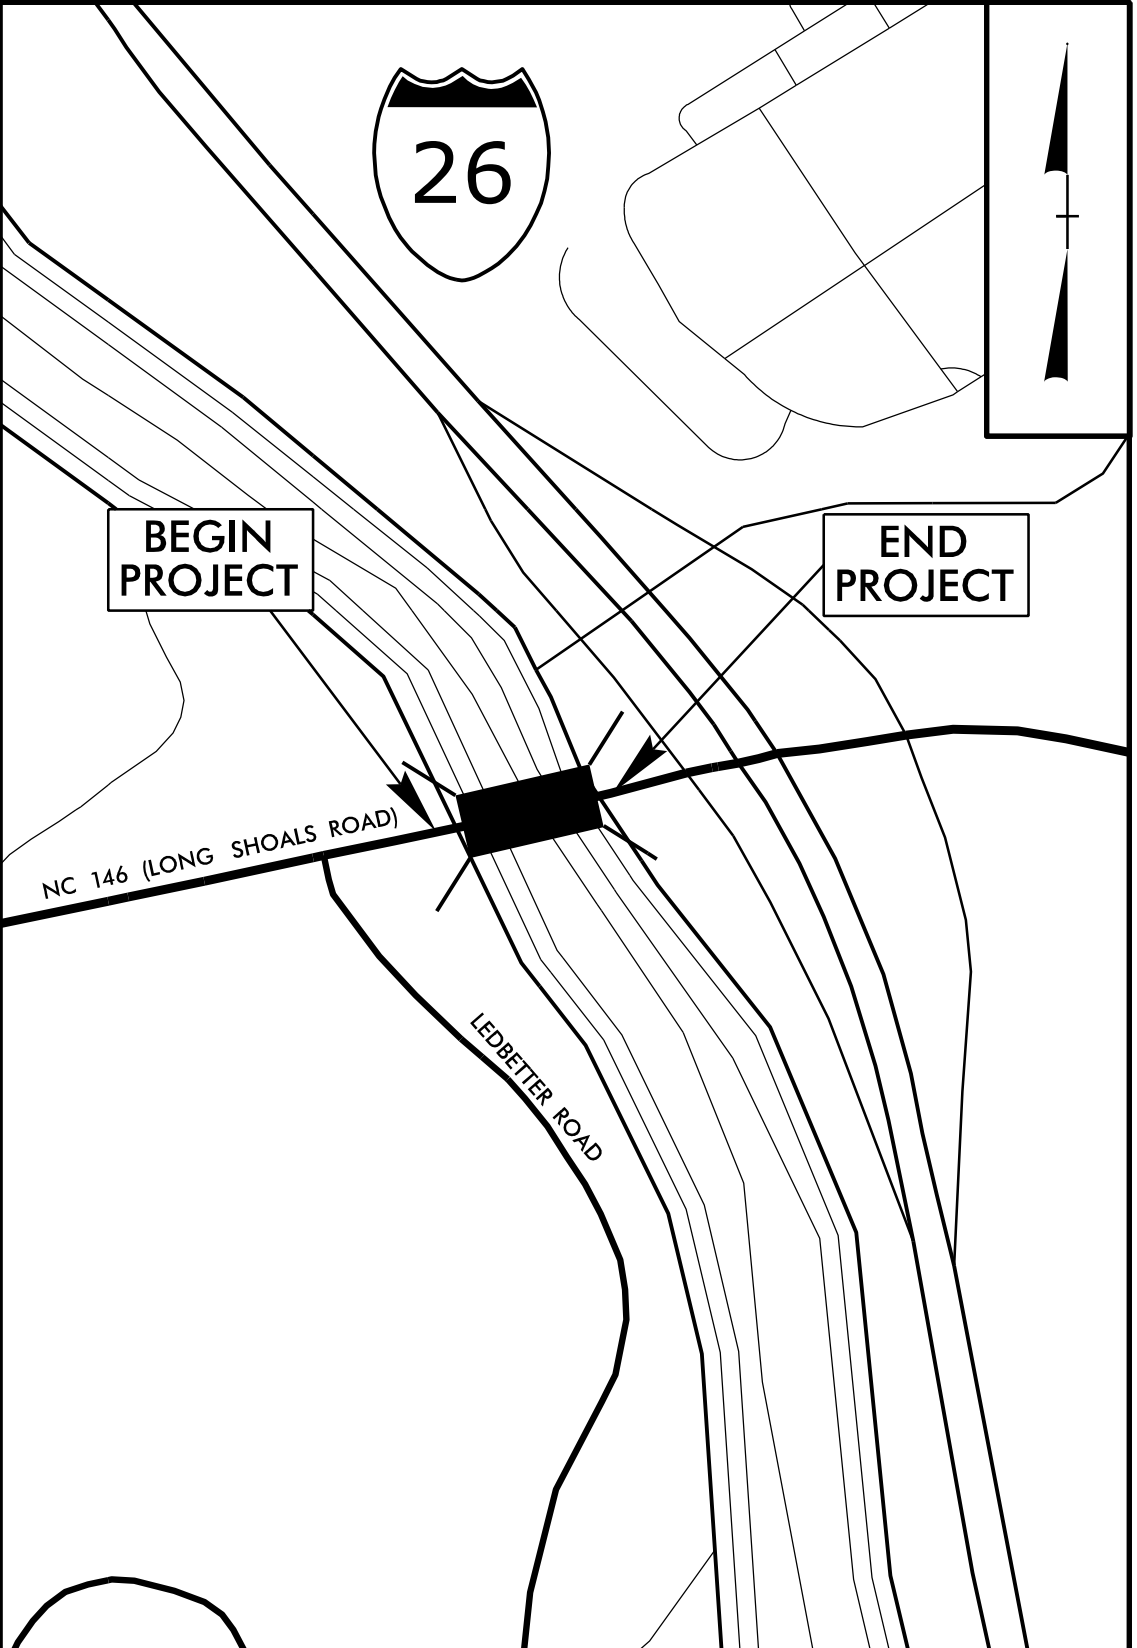 26
BEGIN
PROJECT
END
PROJECT
NC 146 (LONG SHOALS ROAD)
LEDBETTER ROAD